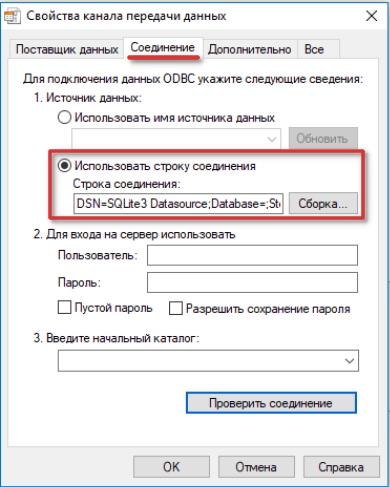 Свойства канала передачи данных
Поставщик данных Соединение Дополнительно Все
Для подключения данных ODBC укажите следующие сведения:
1. Источник данных:
Использовать имя источника данных
Обновить
Использовать строку соединения
Строка соединения:
DSN=SQLite3 Datasource;Database=;Ste Сборка...
2. Для входа на сервер использовать
Пользователь:
Пароль:
Пустой пароль Разрешить сохранение пароля
3. Введите начальный каталог:
Проверить соединение
OK Отмена Справка